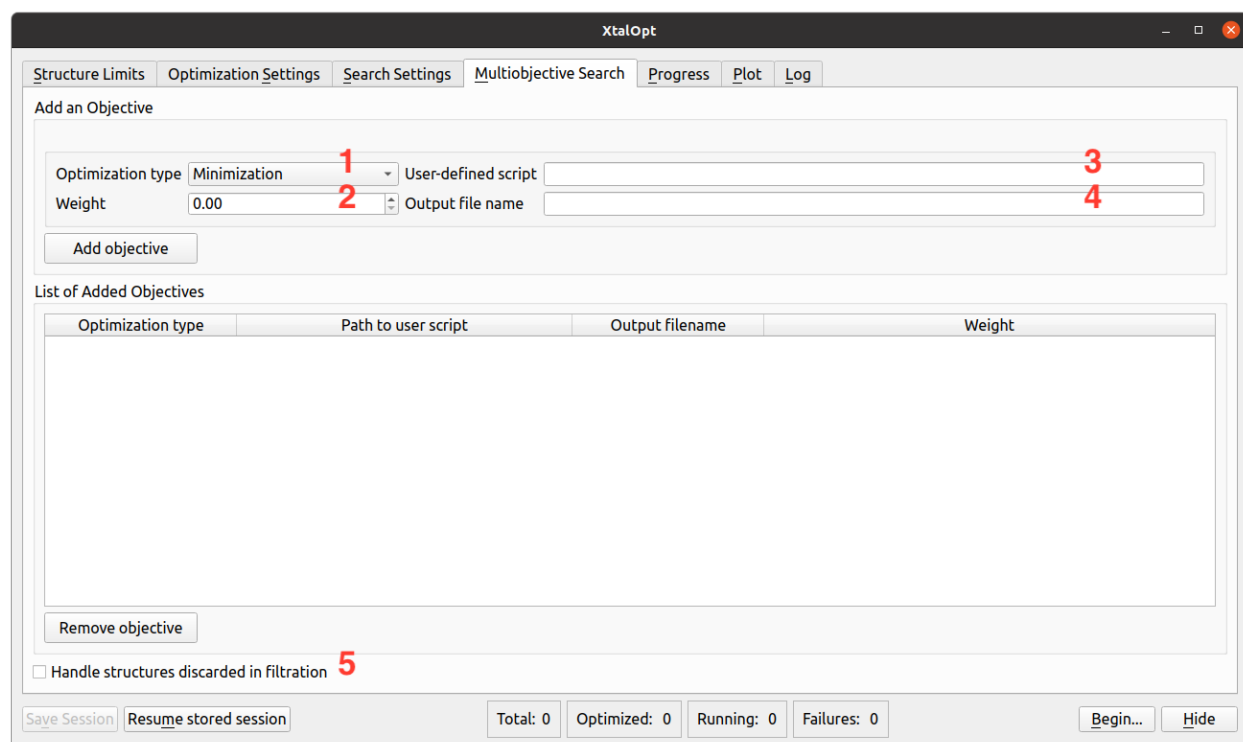 XtalOpt
Structure Limits Optimization Settings Search Settings Multiobjective Search Progress Plot Log
Add an Objective
Optimization type Minimization 1 User-defined script 3
Weight 0.00 2 Output file name 4
Add objective
List of Added Objectives
Optimization type Path to user script Output filename Weight
Remove objective
Handle structures discarded in filtration 5
Save Session Resume stored session Total: 0 Optimized: 0 Running: 0 Failures: 0 Begin... Hide